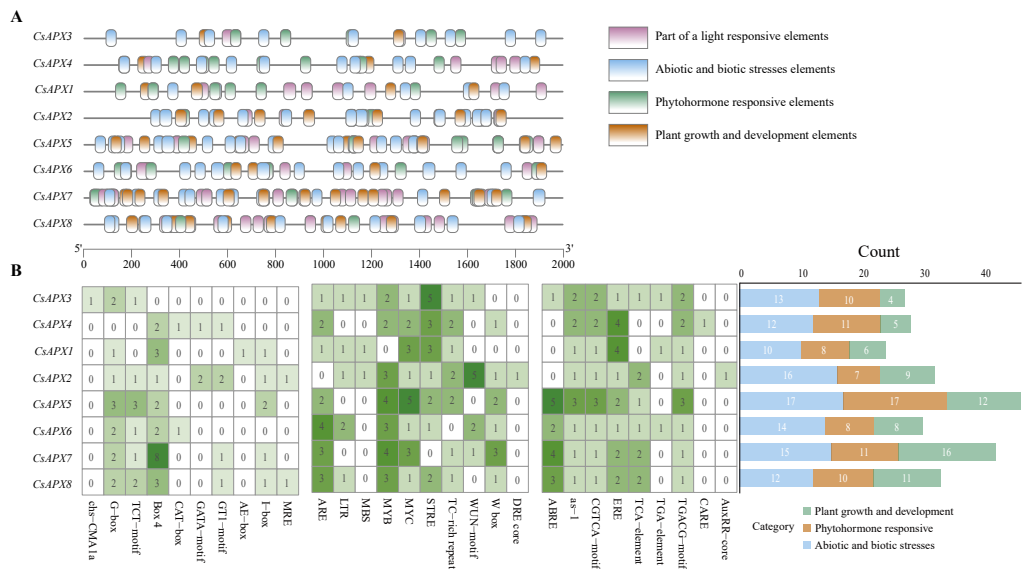 A
CsAPX3
CsAPX4
CsAPX1
CsAPX2
CsAPX5
CsAPX6
CsAPX7
CsAPX8
5' 3'
0 200 400 600 800 1000 1200 1400 1600 1800 2000
Part of a light responsive elements
Abiotic and biotic stresses elements
Phytohormone responsive elements
Plant growth and development elements
B
Count
0 10 20 30 40
CsAPX3 1 2 1 0 0 0 0 0 0 0 1 1 1 2 1 5 1 1 0 0 1 2 2 1 1 1 2 0 0 13 10 4
CsAPX4 0 0 0 2 1 1 1 0 0 0 2 0 0 2 2 3 2 0 1 0 0 2 2 4 0 0 2 1 0 12 11 5
CsAPX1 0 1 0 3 0 0 0 1 1 0 1 1 1 0 3 3 1 0 0 0 0 1 1 4 0 1 1 0 0 10 8 6
CsAPX2 0 1 1 1 0 2 2 0 1 1 0 1 1 3 1 1 2 5 1 1 0 1 1 1 2 0 1 0 1 16 7 9
CsAPX5 0 3 3 2 0 0 0 0 2 0 2 0 0 4 5 2 2 0 2 0 5 3 3 2 1 0 3 0 0 17 17 12
CsAPX6 0 2 1 2 1 0 0 0 0 0 4 2 0 3 1 1 0 2 1 0 2 1 1 1 1 1 1 0 0 14 8 8
CsAPX7 0 2 1 8 0 0 1 0 1 0 3 0 0 4 3 1 1 0 3 0 4 1 1 2 2 0 1 0 0 15 11 16
CsAPX8 0 2 2 3 0 0 1 0 1 1 3 1 0 3 1 2 1 1 0 0 3 1 1 2 2 0 1 0 0 12 10 11
chs-CMA1a
G-box
TCT-motif
Box 4
CAT-box
GATA-motif
GT1-motif
AE-box
I-box
MRE
ARE
LTR
MBS
MYB
MYC
STRE
TC-rich repeat
WUN-motif
W box
DRE core
ABRE
as-1
CGTCA-motif
ERE
TCA-element
TGA-element
TGACG-motif
CARE
AuxRR-core
Category
Plant growth and development
Phytohormone responsive
Abiotic and biotic stresses